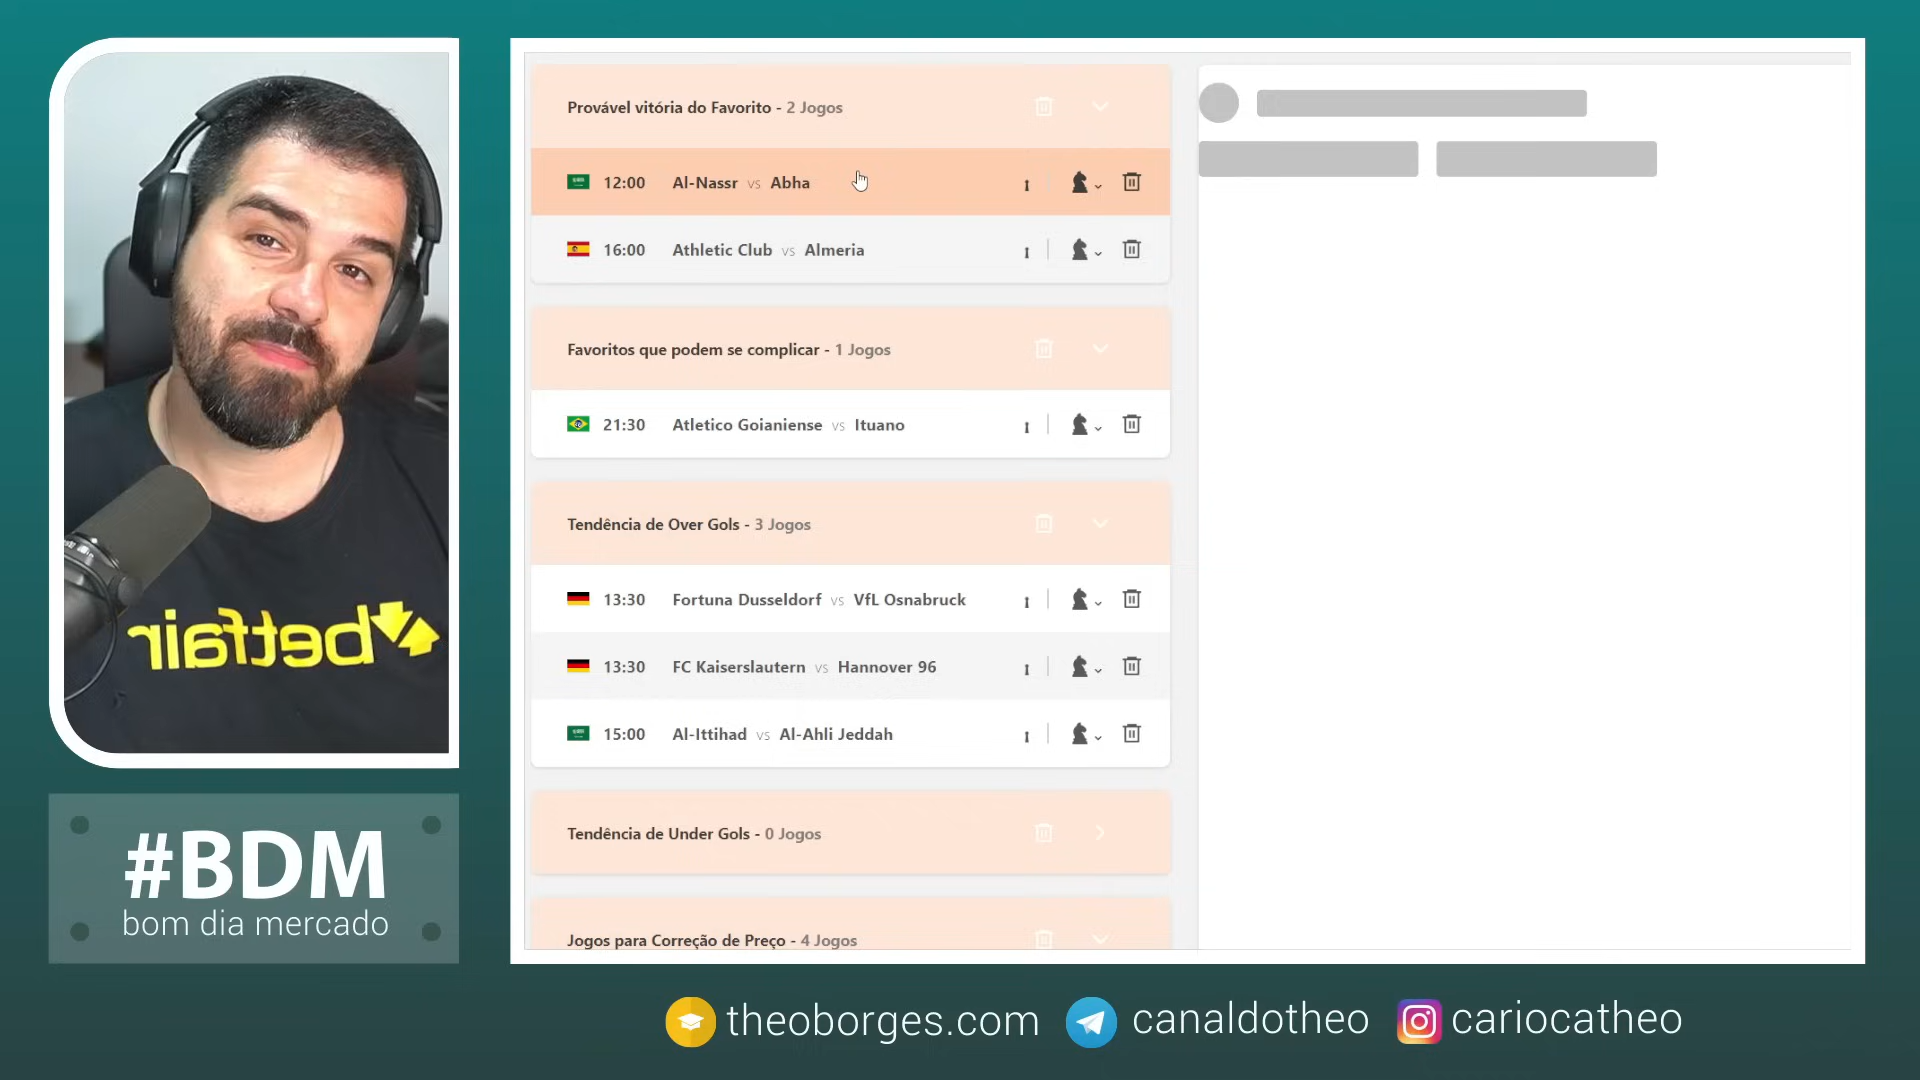 Provável vitória do Favorito - 2 Jogos
12:00 Al-Nassr vs Abha
16:00 Athletic Club vs Almeria
Favoritos que podem se complicar - 1 Jogos
21:30 Atletico Goianiense vs Ituano
Tendência de Over Gols - 3 Jogos
13:30 Fortuna Dusseldorf vs VfL Osnabruck
13:30 FC Kaiserslautern vs Hannover 96
15:00 Al-Ittihad vs Al-Ahli Jeddah
Tendência de Under Gols - 0 Jogos
Jogos para Correção de Preço - 4 Jogos
betfair
#BDM
bom dia mercado
theoborges.com canaldotheo cariocatheo